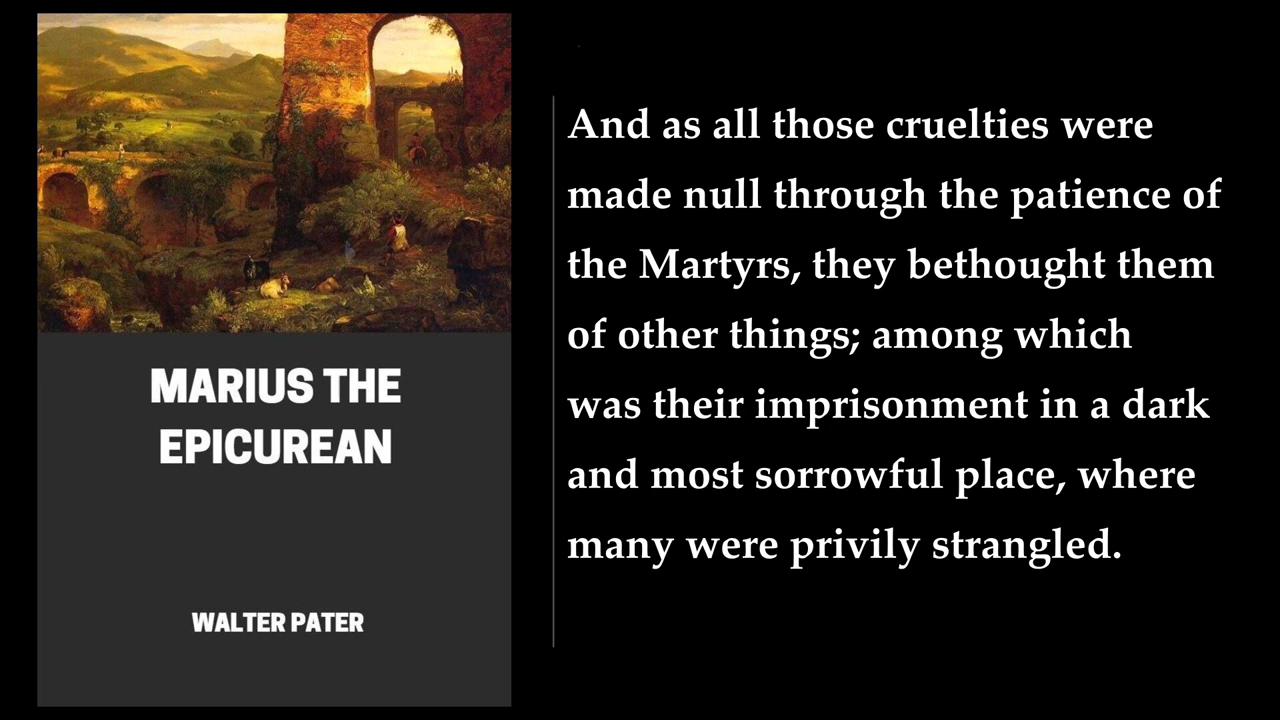 MARIUS THE
EPICUREAN
WALTER PATER
And as all those cruelties were
made null through the patience of
the Martyrs, they bethought them
of other things; among which
was their imprisonment in a dark
and most sorrowful place, where
many were privily strangled.